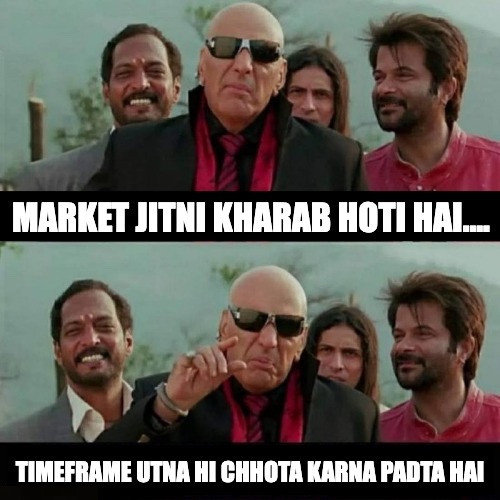 MARKET JITNI KHARAB HOTI HAI....
TIMEFRAME UTNA HI CHHOTA KARNA PADTA HAI